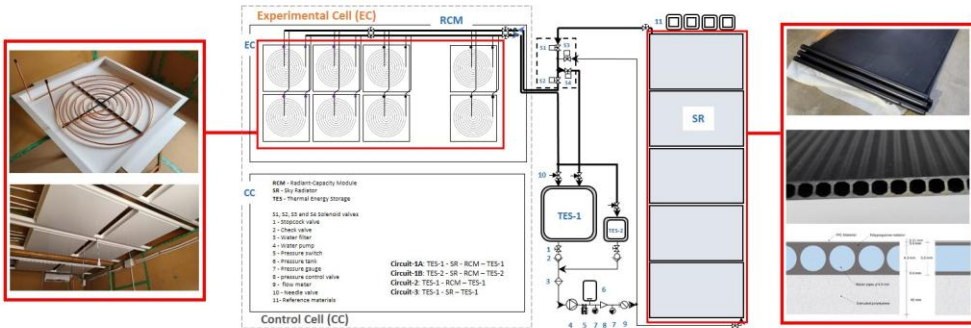 Experimental Cell (EC)
RCM
EC
11
S1
S3
S2
S4
SR
CC
RCM - Radiant-Capacity Module
SR - Sky Radiator
TES - Thermal Energy Storage
S1, S2, S3 and S4 Solenoid valves
1 - Stopcock valve
2 - Check valve
3 - Water filter
4 - Water pump
5 - Pressure switch
6 - Pressure tank
7 - Pressure gauge
8 - pressure control valve
9 - flow meter
10 - Needle valve
11 - Reference materials
Circuit-1A: TES-1 - SR - RCM – TES-1
Circuit-1B: TES-2 - SR - RCM – TES-2
Circuit-2: TES-1 - RCM – TES-1
Circuit-3: TES-1 - SR – TES-1
10
TES-1
TES-2
1
2
3
6
4 5 7 8 7 9
Control Cell (CC)
PVC Material